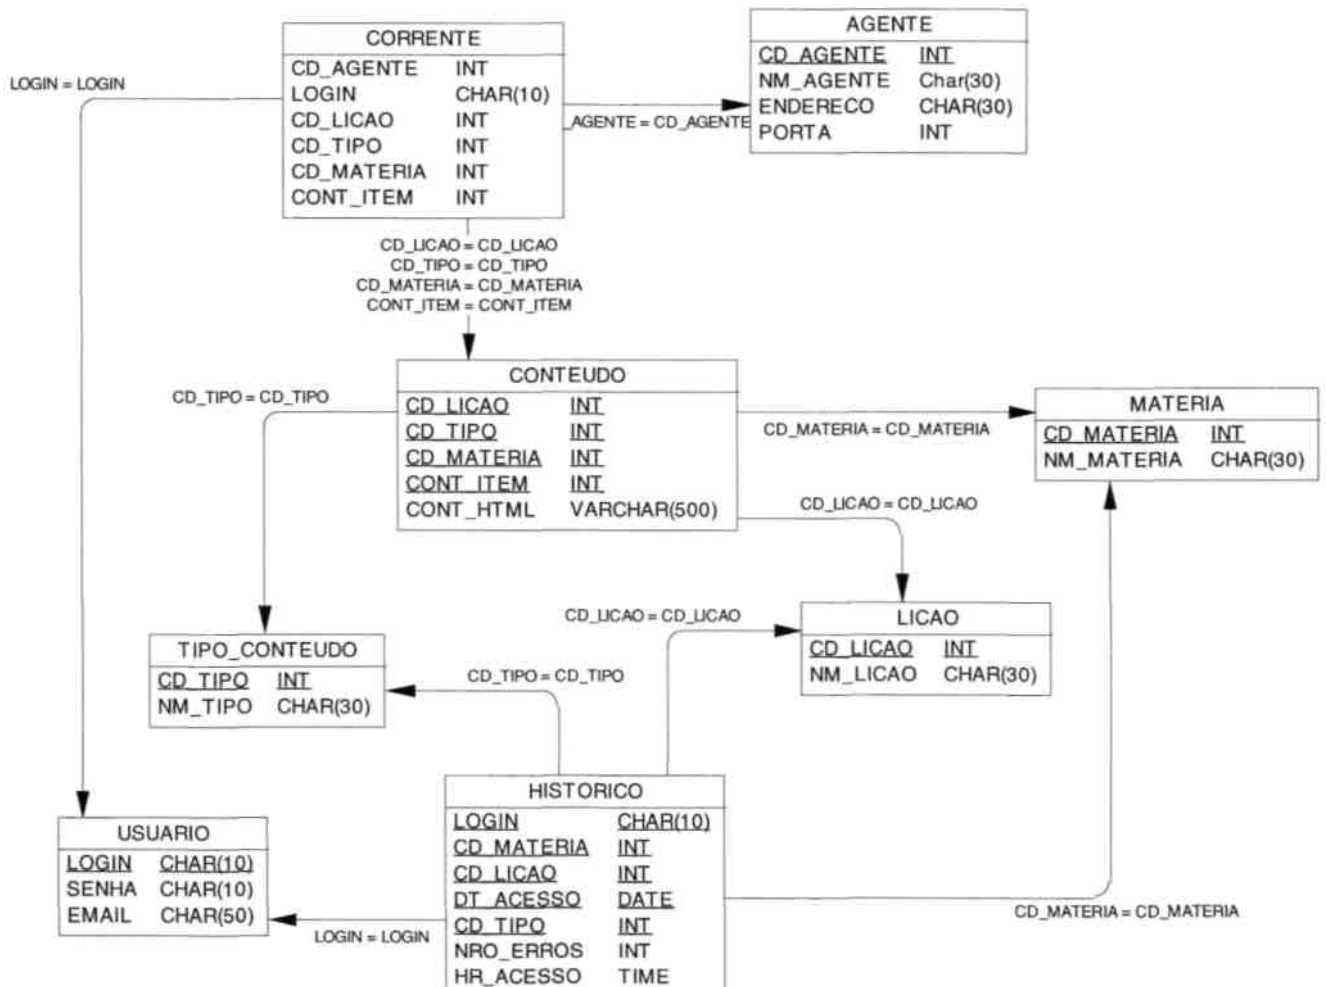 CORRENTE
CD_AGENTE INT
LOGIN CHAR(10)
CD_LICAO INT
CD_TIPO INT
CD_MATERIA INT
CONT_ITEM INT
AGENTE
CD_AGENTE INT
NM_AGENTE Char(30)
ENDERECO CHAR(30)
PORTA INT
LOGIN = LOGIN
_AGENTE = CD_AGENTE
CD_LICAO = CD_LICAO
CD_TIPO = CD_TIPO
CD_MATERIA = CD_MATERIA
CONT_ITEM = CONT_ITEM
CONTEUDO
CD_LICAO INT
CD_TIPO INT
CD_MATERIA INT
CONT_ITEM INT
CONT_HTML VARCHAR(500)
CD_TIPO = CD_TIPO
CD_MATERIA = CD_MATERIA
MATERIA
CD_MATERIA INT
NM_MATERIA CHAR(30)
CD_LICAO = CD_LICAO
CD_LICAO = CD_LICAO
LICAO
CD_LICAO INT
NM_LICAO CHAR(30)
TIPO_CONTEUDO
CD_TIPO INT
NM_TIPO CHAR(30)
CD_TIPO = CD_TIPO
HISTORICO
LOGIN CHAR(10)
CD_MATERIA INT
CD_LICAO INT
DT_ACESSO DATE
CD_TIPO INT
NRO_ERROS INT
HR_ACESSO TIME
USUARIO
LOGIN CHAR(10)
SENHA CHAR(10)
EMAIL CHAR(50)
LOGIN = LOGIN
CD_MATERIA = CD_MATERIA